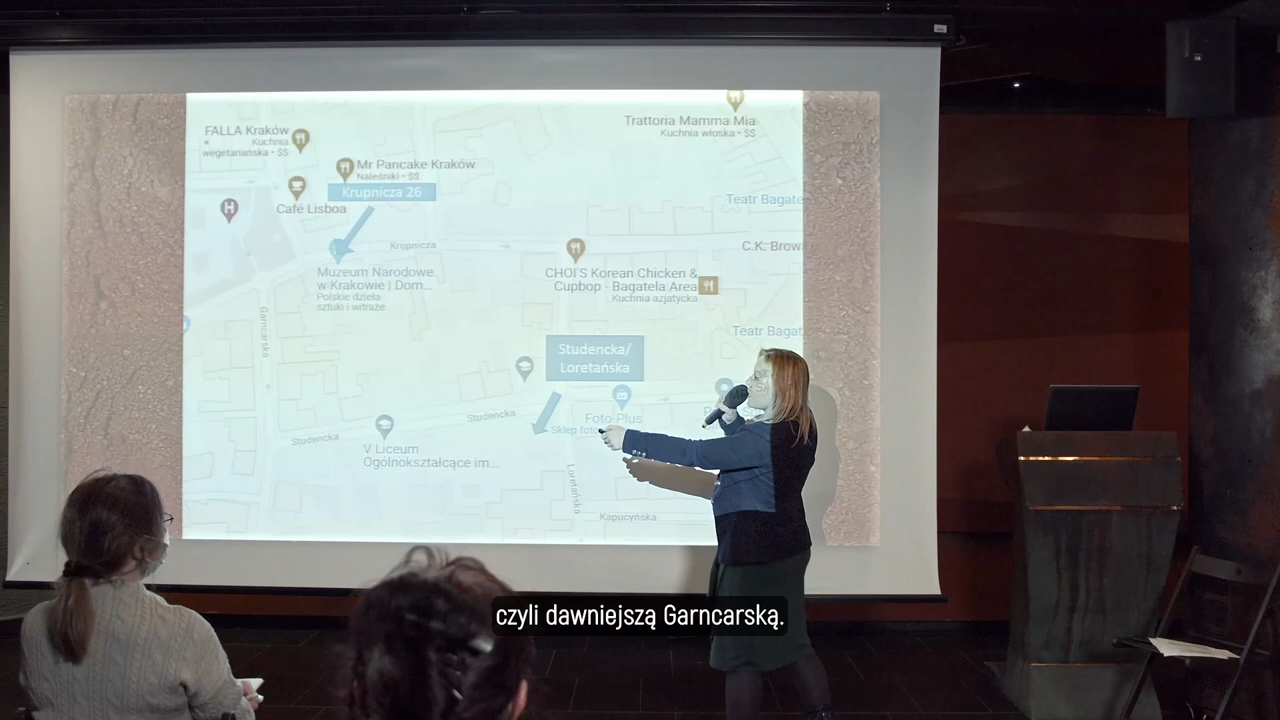 FALLA Kraków
Kuchnia
wegetariańska • $$
Trattoria Mamma Mia
Kuchnia włoska • $$
Mr Pancake Kraków
Naleśniki • $$
Krupnicza 26
Café Lisboa
H
Teatr Bagate
Krupnicza
C.K. Brow
Muzeum Narodowe
w Krakowie | Dom...
Polskie dzieła
sztuki i witraże
CHOI'S Korean Chicken &
Cupbop - Bagatela Area
Kuchnia azjatycka
Garncarska
Teatr Bagat
Studencka/
Loretańska
Foto-Plus
Sklep foto
Studencka
Studencka
V Liceum
Ogólnokształcące im...
Loretańska
Kapucyńska
czyli dawniejszą Garncarską.